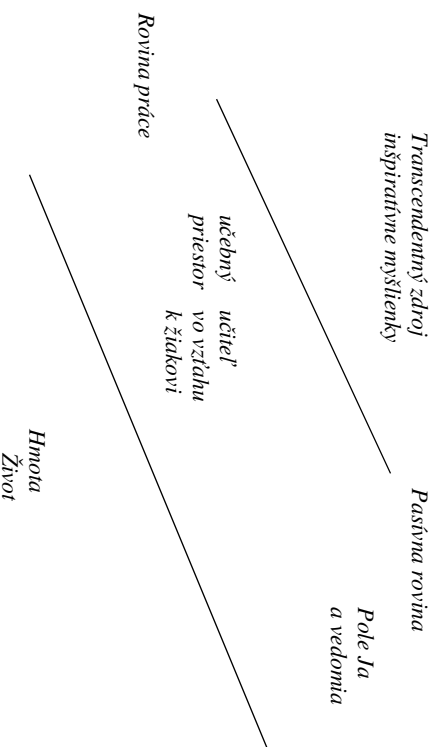 Transcendentný zdroj
inšpiratívne myšlienky
Pasívna rovina
Pole Ja
a vedomia
učebný
priestor
učiteľ
vo vzťahu
k žiakovi
Rovina práce
Hmota
Život